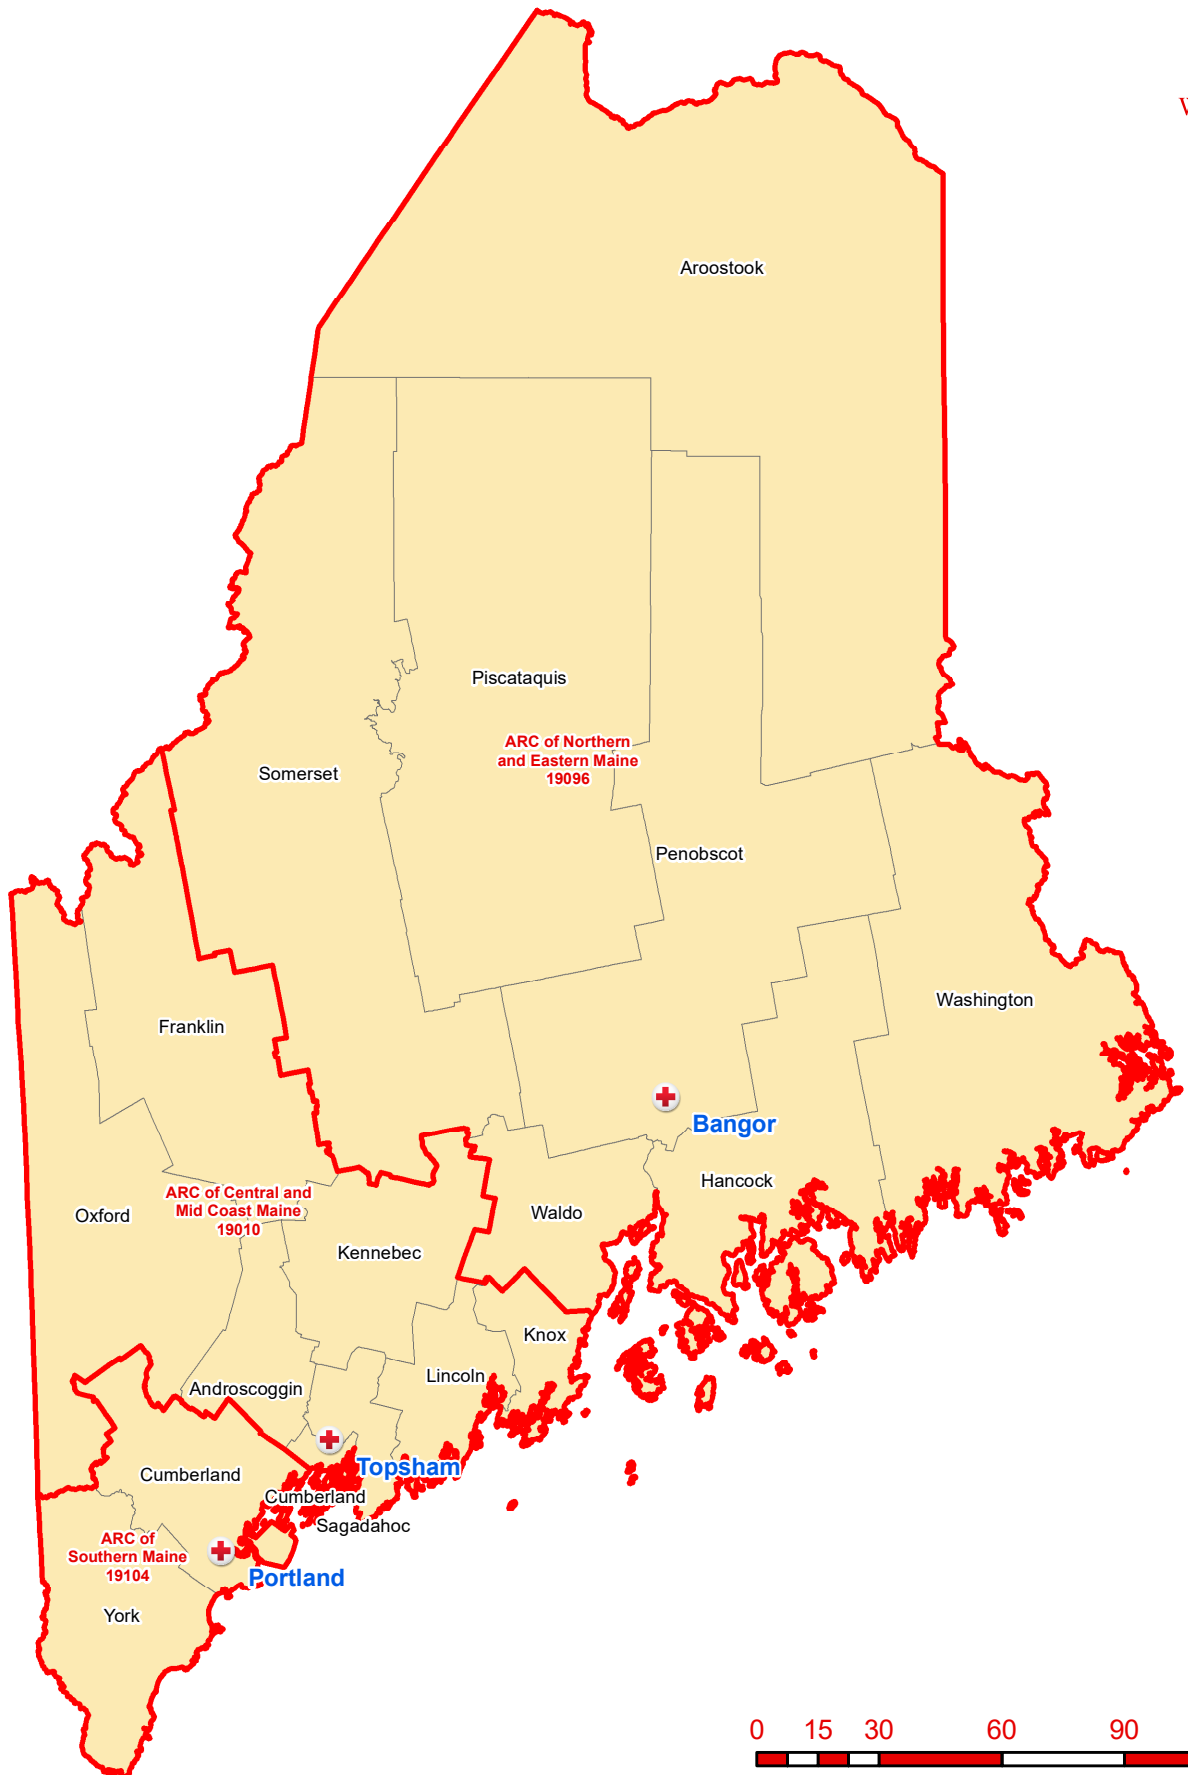 W
Aroostook
Piscataquis
ARC of Northern
and Eastern Maine
19096
Somerset
Penobscot
Washington
Franklin
Bangor
Hancock
ARC of Central and
Mid Coast Maine
19010
Oxford
Waldo
Kennebec
Knox
Lincoln
Androscoggin
Topsham
Cumberland
Cumberland
Sagadahoc
ARC of
Southern Maine
19104
Portland
York
0 15 30 60 90